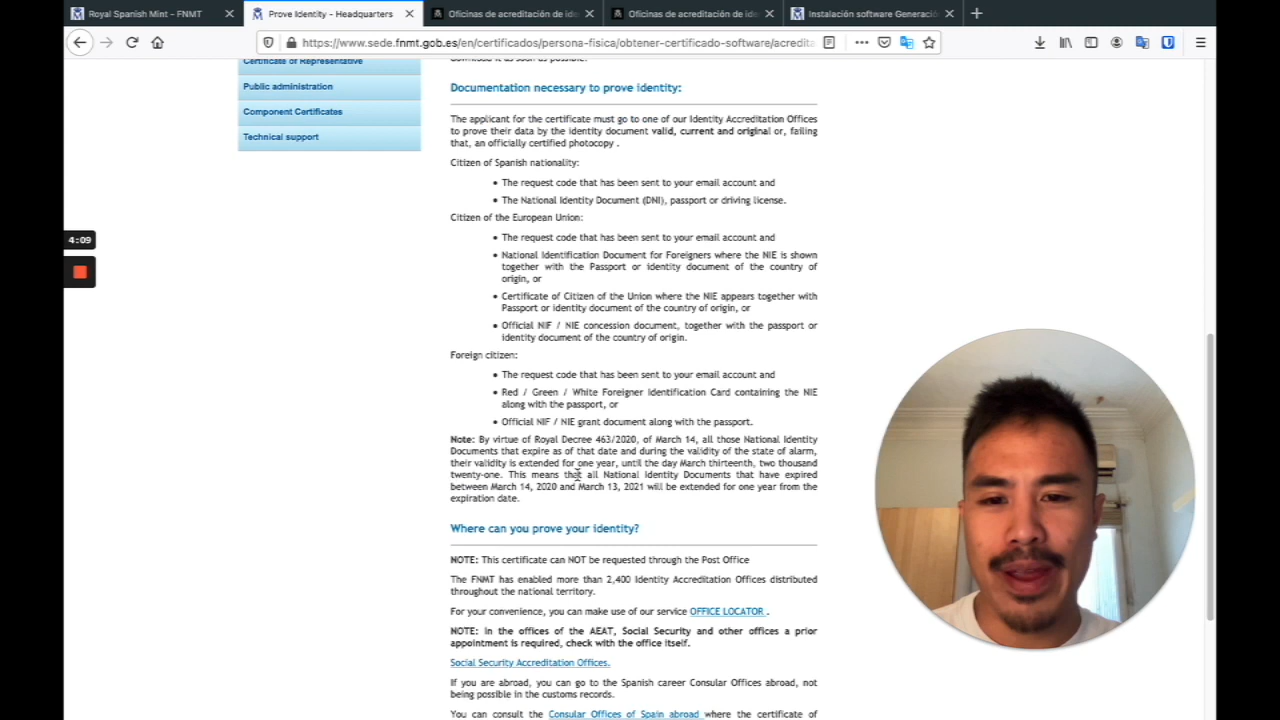 Royal Spanish Mint - FNMT
Prove Identity - Headquarters
Oficinas de acreditación de ide
Oficinas de acreditación de ide
Instalación software Generació
https://www.sede.fnmt.gob.es/en/certificados/persona-fisica/obtener-certificado-software/acredita
Certificate of Representative
Public administration
Component Certificates
Technical support
4:09
download it as soon as possible.
Documentation necessary to prove identity:
The applicant for the certificate must go to one of our Identity Accreditation Offices
to prove their data by the identity document valid, current and original or, failing
that, an officially certified photocopy .
Citizen of Spanish nationality:
• The request code that has been sent to your email account and
• The National Identity Document (DNI), passport or driving license.
Citizen of the European Union:
• The request code that has been sent to your email account and
• National Identification Document for Foreigners where the NIE is shown
together with the Passport or identity document of the country of
origin, or
• Certificate of Citizen of the Union where the NIE appears together with
Passport or identity document of the country of origin, or
• Official NIF / NIE concession document, together with the passport or
identity document of the country of origin.
Foreign citizen:
• The request code that has been sent to your email account and
• Red / Green / White Foreigner Identification Card containing the NIE
along with the passport, or
• Official NIF / NIE grant document along with the passport.
Note: By virtue of Royal Decree 463/2020, of March 14, all those National Identity
Documents that expire as of that date and during the validity of the state of alarm,
their validity is extended for one year, until the day March thirteenth, two thousand
twenty-one. This means that all National Identity Documents that have expired
between March 14, 2020 and March 13, 2021 will be extended for one year from the
expiration date.
Where can you prove your identity?
NOTE: This certificate can NOT be requested through the Post Office
The FNMT has enabled more than 2,400 Identity Accreditation Offices distributed
throughout the national territory.
For your convenience, you can make use of our service OFFICE LOCATOR .
NOTE: In the offices of the AEAT, Social Security and other offices a prior
appointment is required, check with the office itself.
Social Security Accreditation Offices.
If you are abroad, you can go to the Spanish career Consular Offices abroad, not
being possible in the customs records.
You can consult the Consular Offices of Spain abroad where the certificate of